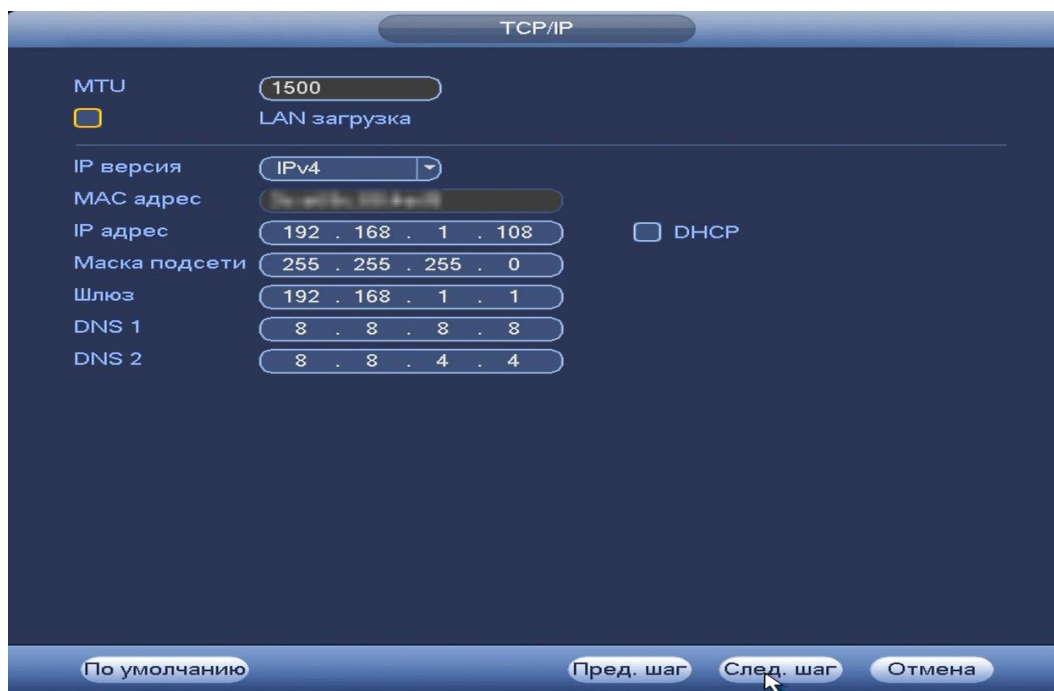 TCP/IP
MTU 1500
LAN загрузка
IP версия IPv4
MAC адрес
IP адрес 192 . 168 . 1 . 108 DHCP
Маска подсети 255 . 255 . 255 . 0
Шлюз 192 . 168 . 1 . 1
DNS 1 8 . 8 . 8 . 8
DNS 2 8 . 8 . 4 . 4
По умолчанию Пред. шаг След. шаг Отмена